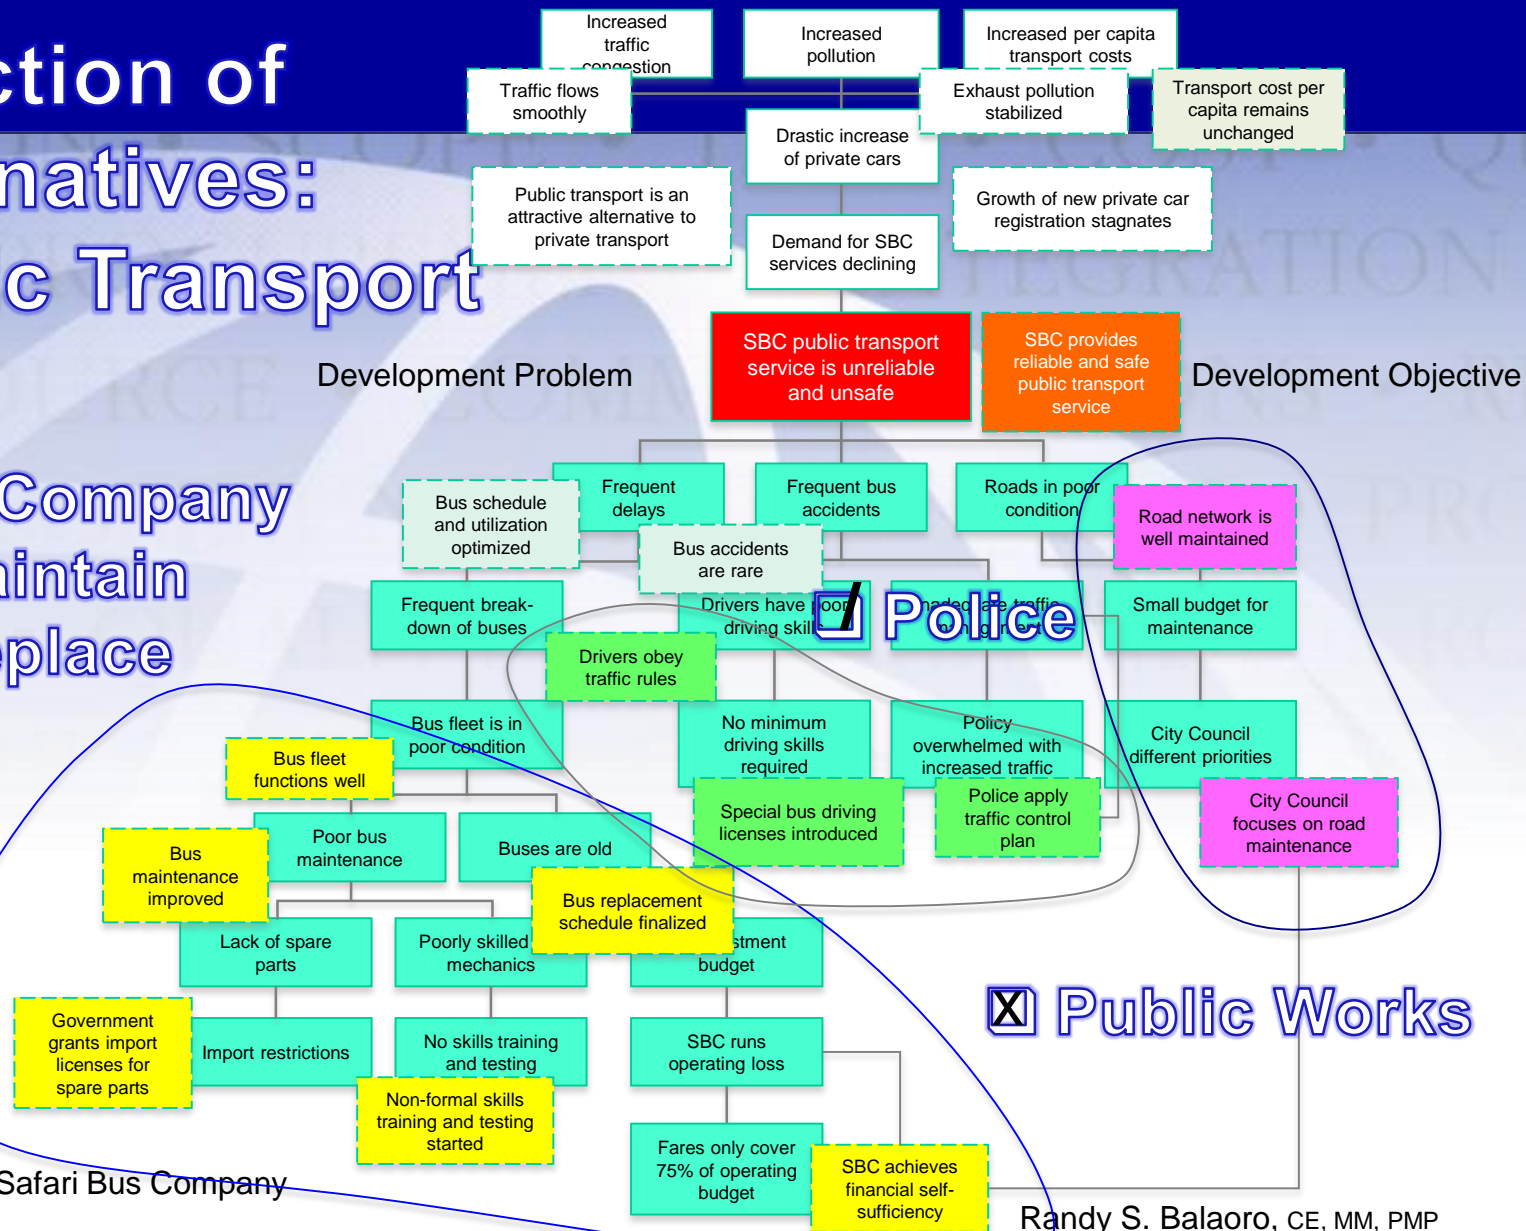 Increased
traffic
congestion
Increased
pollution
Increased per capita
transport costs
ction of
Traffic flows
smoothly
Exhaust pollution
stabilized
Transport cost per
capita remains
unchanged
Drastic increase
of private cars
natives:
Public transport is an
attractive alternative to
private transport
Growth of new private car
registration stagnates
Demand for SBC
services declining
ic Transport
SBC public transport
service is unreliable
and unsafe
SBC provides
reliable and safe
public transport
service
Development Problem
Development Objective
Company
aintain
eplace
Frequent
delays
Frequent bus
accidents
Roads in poor
condition
Bus schedule
and utilization
optimized
Road network is
well maintained
Bus accidents
are rare
Frequent break-
down of buses
Drivers have poor
driving skills
Inadequate traffic
management
Police
Small budget for
maintenance
Drivers obey
traffic rules
Bus fleet is in
poor condition
No minimum
driving skills
required
Policy
overwhelmed with
increased traffic
City Council
different priorities
Bus fleet
functions well
Special bus driving
licenses introduced
Police apply
traffic control
plan
City Council
focuses on road
maintenance
Poor bus
maintenance
Buses are old
Bus
maintenance
improved
Bus replacement
schedule finalized
Lack of spare
parts
Poorly skilled
mechanics
stment
budget
Government
grants import
licenses for
spare parts
Import restrictions
No skills training
and testing
SBC runs
operating loss
X Public Works
Non-formal skills
training and testing
started
Fares only cover
75% of operating
budget
SBC achieves
financial self-
sufficiency
Safari Bus Company
Randy S. Balaoro, CE, MM, PMP